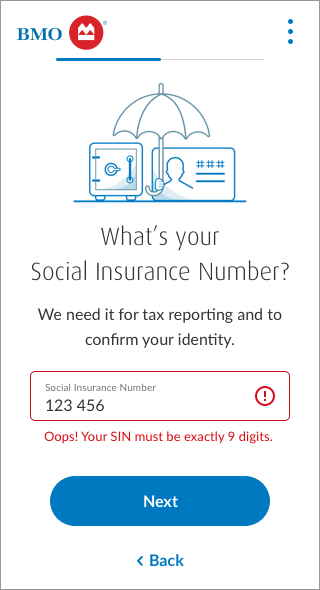 BMO
###
What's your
Social Insurance Number?
We need it for tax reporting and to
confirm your identity.
Social Insurance Number
123 456
Oops! Your SIN must be exactly 9 digits.
Next
Back